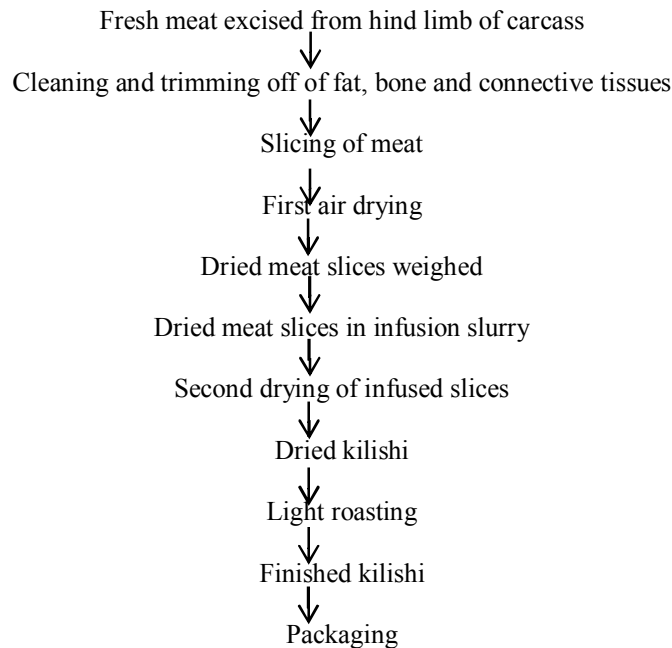 Fresh meat excised from hind limb of carcass
Cleaning and trimming off of fat, bone and connective tissues
Slicing of meat
First air drying
Dried meat slices weighed
Dried meat slices in infusion slurry
Second drying of infused slices
Dried kilishi
Light roasting
Finished kilishi
Packaging